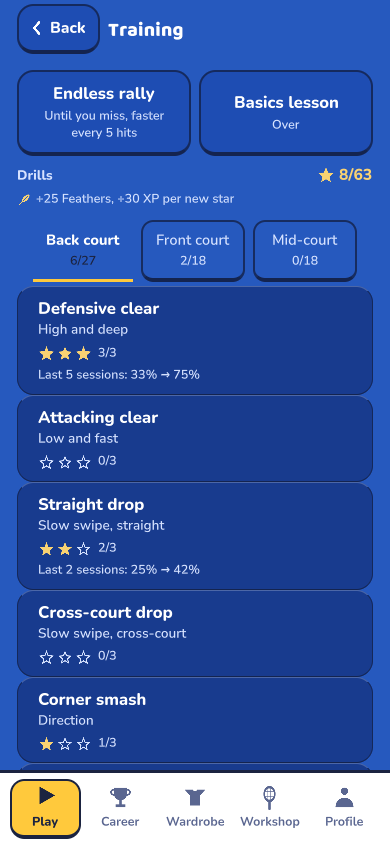 Back
Training
Endless rally
Until you miss, faster
every 5 hits
Basics lesson
Over
Drills
8/63
+25 Feathers, +30 XP per new star
Back court
6/27
Front court
2/18
Mid-court
0/18
Defensive clear
High and deep
3/3
Last 5 sessions: 33% → 75%
Attacking clear
Low and fast
0/3
Straight drop
Slow swipe, straight
2/3
Last 2 sessions: 25% → 42%
Cross-court drop
Slow swipe, cross-court
0/3
Corner smash
Direction
1/3
Play
Career
Wardrobe
Workshop
Profile